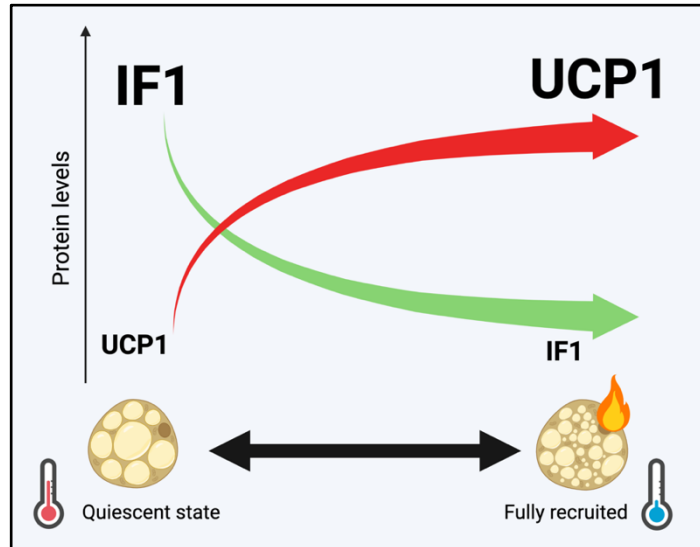 IF1
UCP1
Protein levels
UCP1
IF1
Quiescent state
Fully recruited